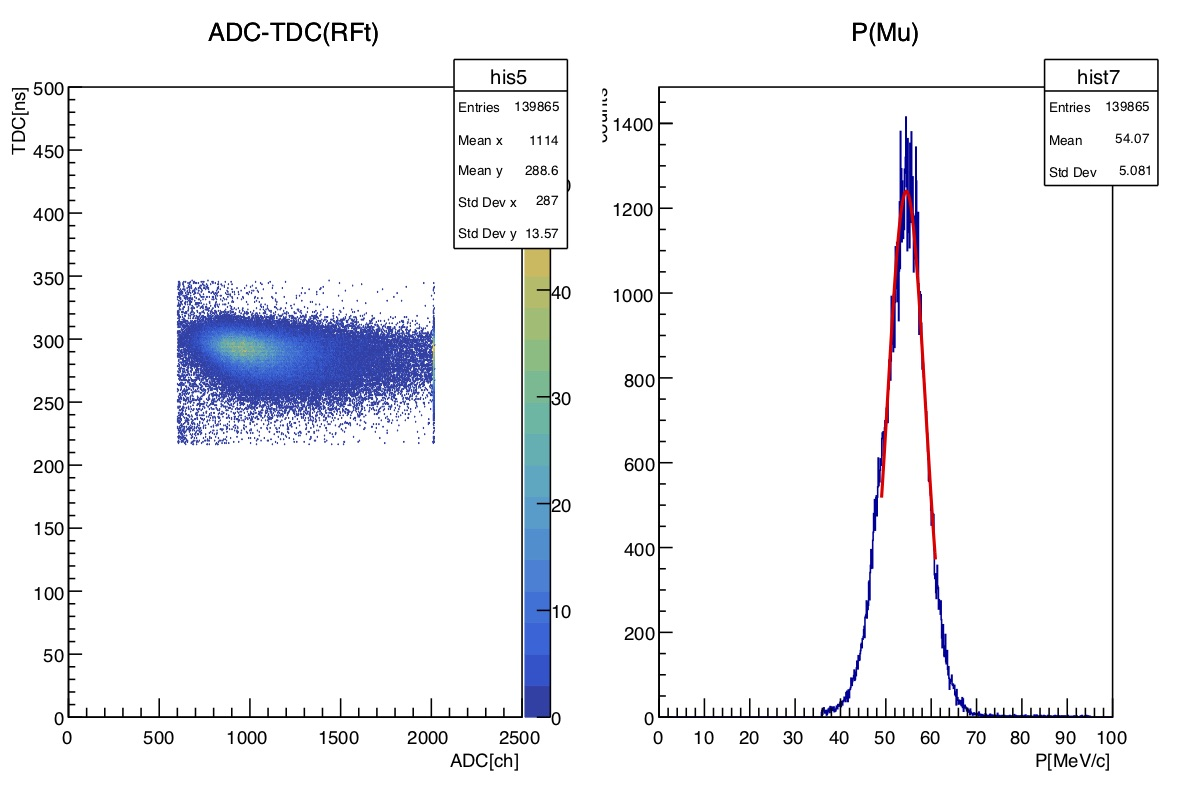 ADC-TDC(RFt)
TDC[ns]
500
450
400
350
300
250
200
150
100
50
0
0 500 1000 1500 2000 2500
ADC[ch]
his5
Entries 139865
Mean x 1114
Mean y 288.6
Std Dev x 287
Std Dev y 13.57
40
30
20
10
0
P(Mu)
1400
1200
1000
800
600
400
200
0
0 10 20 30 40 50 60 70 80 90 100
P[MeV/c]
hist7
Entries 139865
Mean 54.07
Std Dev 5.081